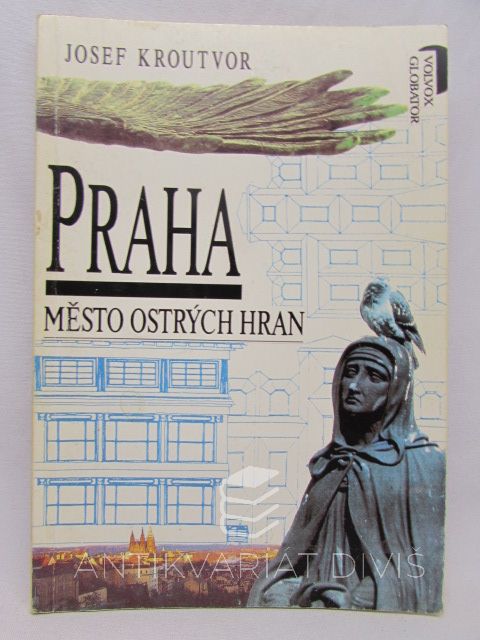 JOSEF KROUTVOR
VOLVOX
GLOBATOR
PRAHA
MĚSTO OSTRÝCH HRAN
ANTIKVARIÁT DIVIŠ